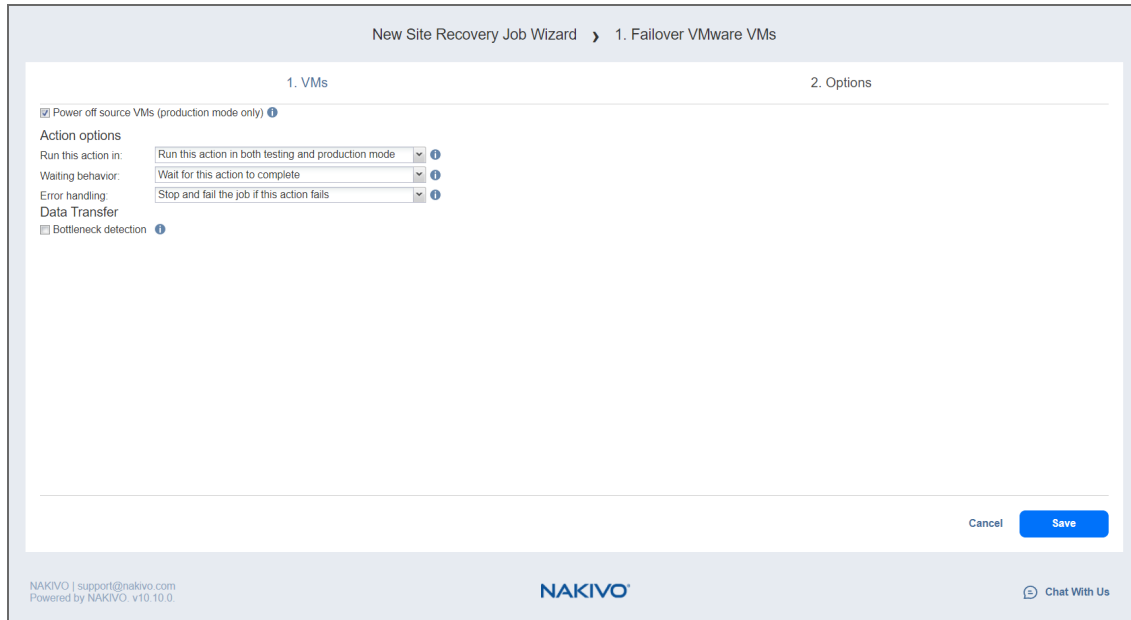 New Site Recovery Job Wizard ❯ 1. Failover VMware VMs
1. VMs
2. Options
Power off source VMs (production mode only)
Action options
Run this action in: Run this action in both testing and production mode
Waiting behavior: Wait for this action to complete
Error handling: Stop and fail the job if this action fails
Data Transfer
Bottleneck detection
Cancel
Save
NAKIVO | support@nakivo.com
Powered by NAKIVO. v10.10.0.
NAKIVO®
Chat With Us